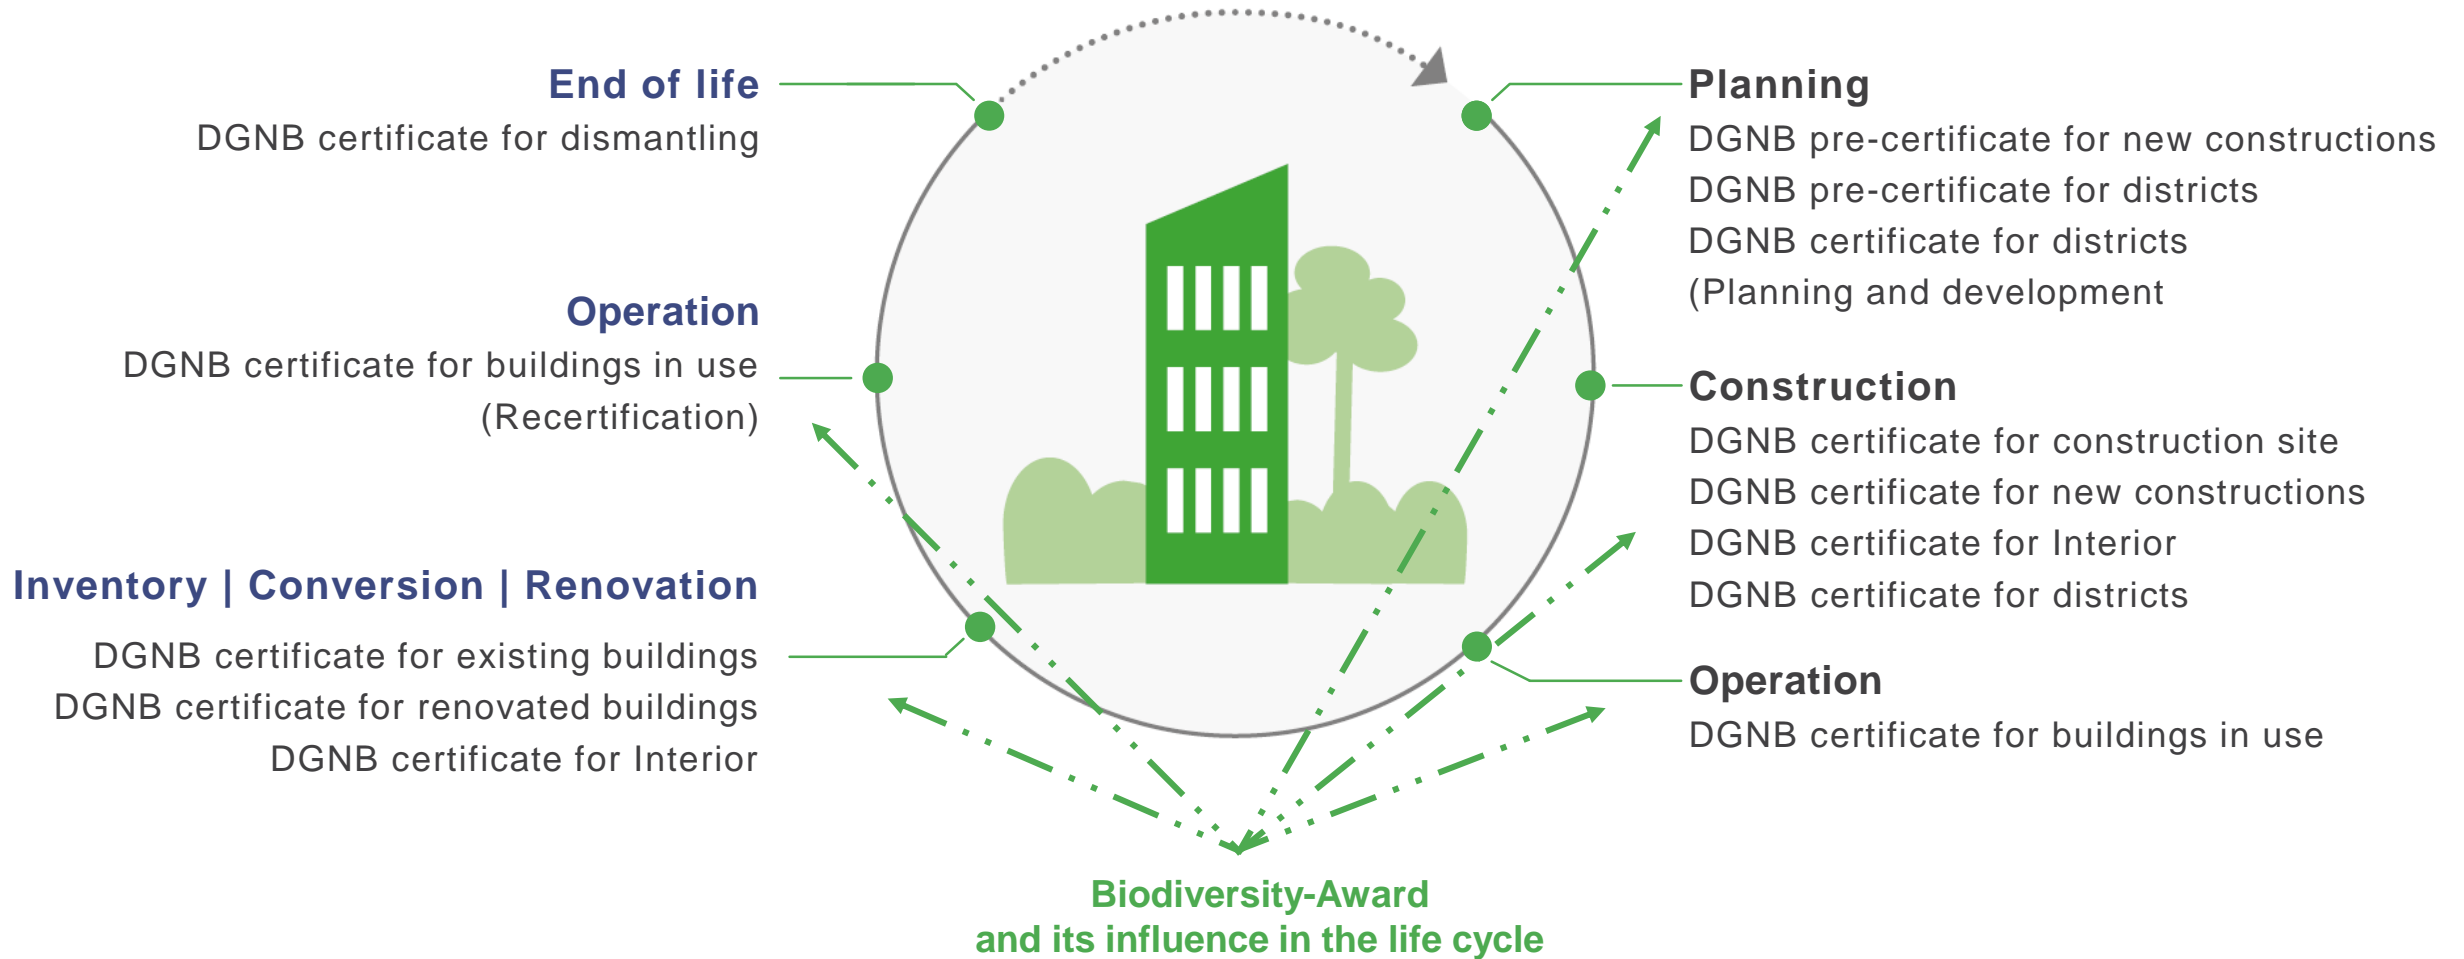 End of life
DGNB certificate for dismantling
Operation
DGNB certificate for buildings in use
(Recertification)
Inventory | Conversion | Renovation
DGNB certificate for existing buildings
DGNB certificate for renovated buildings
DGNB certificate for Interior
Planning
DGNB pre-certificate for new constructions
DGNB pre-certificate for districts
DGNB certificate for districts
(Planning and development
Construction
DGNB certificate for construction site
DGNB certificate for new constructions
DGNB certificate for Interior
DGNB certificate for districts
Operation
DGNB certificate for buildings in use
Biodiversity-Award
and its influence in the life cycle